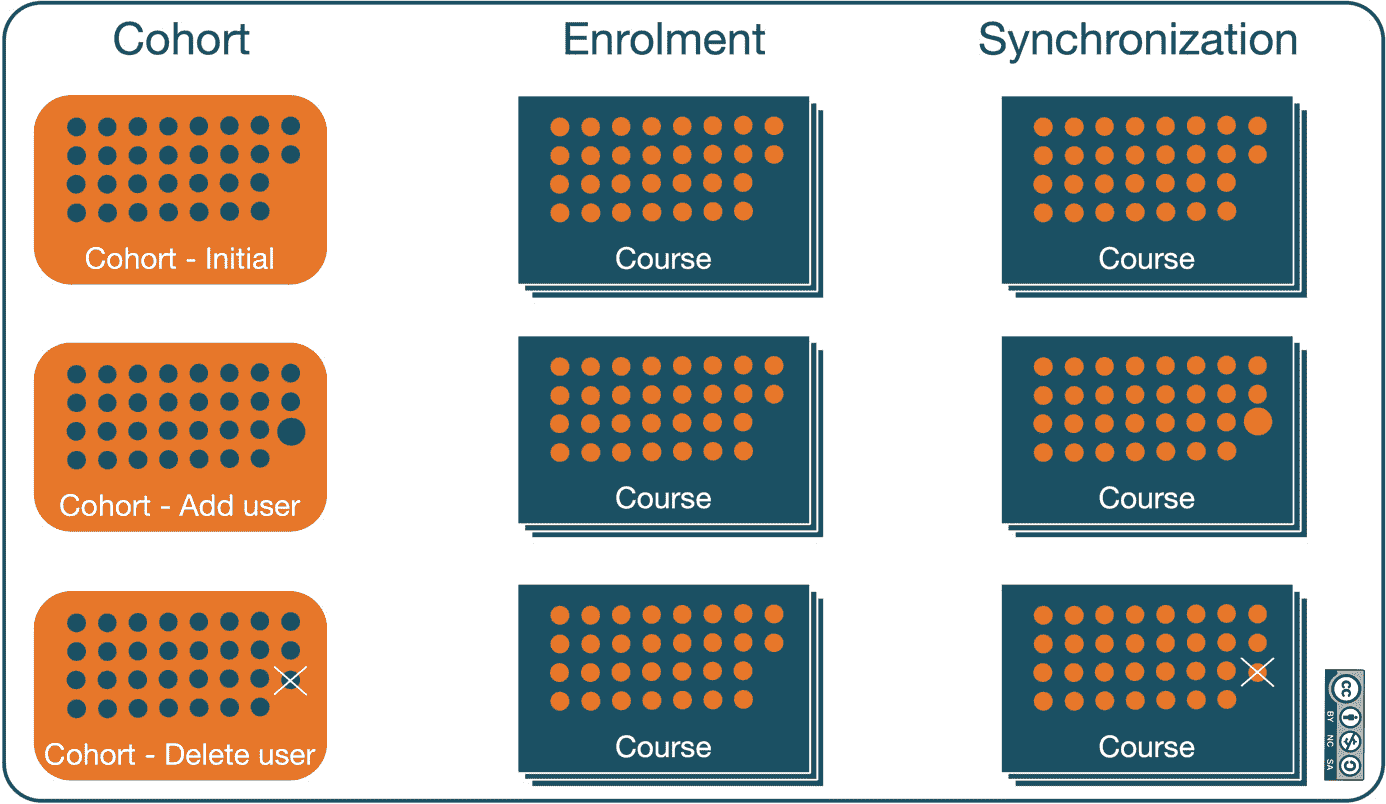 Cohort
Enrolment
Synchronization
Cohort - Initial
Course
Course
Cohort - Add user
Course
Course
Cohort - Delete user
Course
Course
cc
BY NC SA